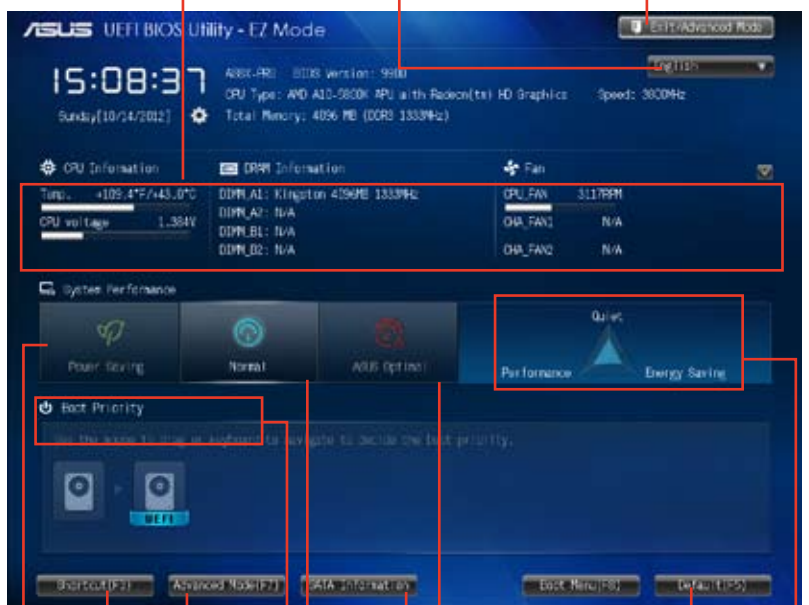 ASUS UEFI BIOS Utility - EZ Mode
Exit/Advanced Mode
English
15:08:37
Sunday[10/14/2012]
A88X-PRO BIOS Version: 9900
CPU Type: AMD A10-5800K APU with Radeon(tm) HD Graphics Speed: 3800MHz
Total Memory: 4096 MB (DDR3 1333MHz)
CPU Information
DRAM Information
Fan
Temp. +109.4°F/+43.0°C
CPU voltage 1.384V
DIMM_A1: Kingston 4096MB 1333MHz
DIMM_A2: N/A
DIMM_B1: N/A
DIMM_B2: N/A
CPU_FAN 3117RPM
CHA_FAN1 N/A
CHA_FAN2 N/A
System Performance
Power Saving
Normal
ASUS Optimal
Quiet
Performance
Energy Saving
Boot Priority
Use the mouse to drag or keyboard to navigate to decide the boot priority.
UEFI
Shortcut(F3)
Advanced Mode(F7)
SATA Information
Boot Menu(F8)
Default(F5)